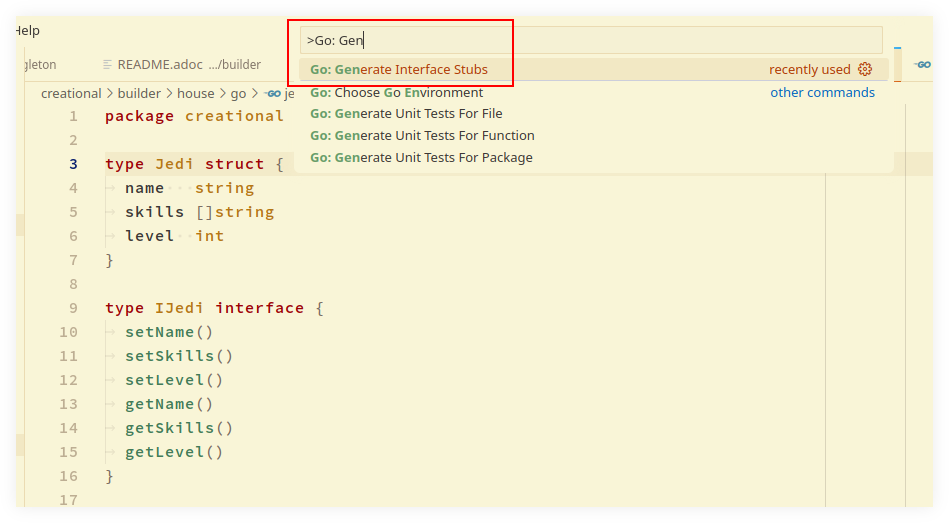 Help
>Go: Gen
gleton
README.adoc .../builder
GO
Go: Generate Interface Stubs
recently used
creational > builder > house > go > GO je
Go: Choose Go Environment
other commands
1 package creational
Go: Generate Unit Tests For File
2
Go: Generate Unit Tests For Function
3 type Jedi struct {
Go: Generate Unit Tests For Package
4 name string
5 skills []string
6 level int
7 }
8
9 type IJedi interface {
10 setName()
11 setSkills()
12 setLevel()
13 getName()
14 getSkills()
15 getLevel()
16 }
17